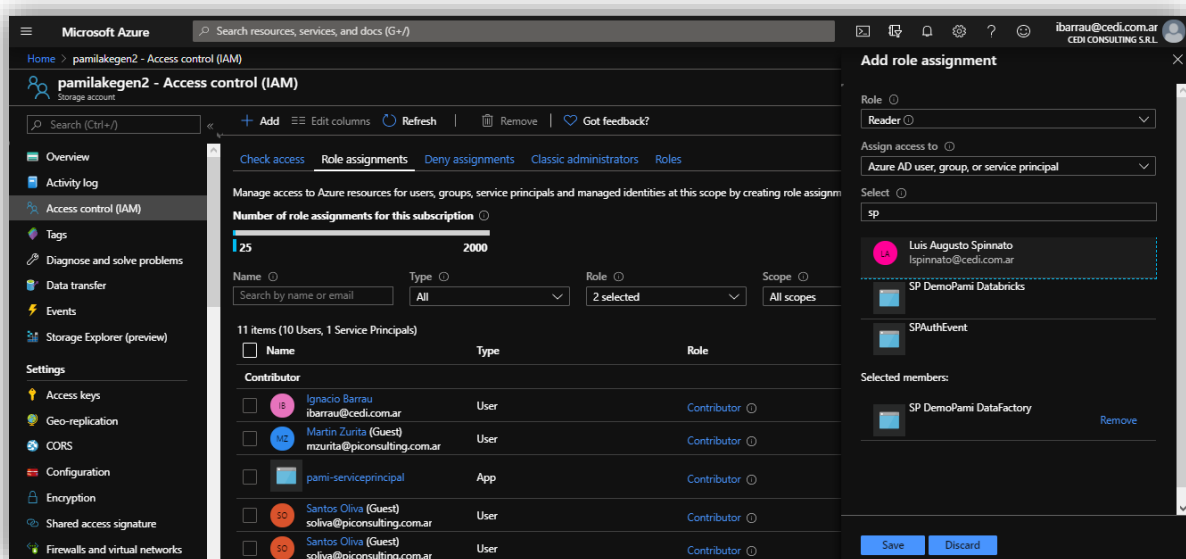 Microsoft Azure
Search resources, services, and docs (G+/)
ibarrau@cedi.com.ar
CEDI CONSULTING S.R.L.
Home > pamilakegen2 - Access control (IAM)
pamilakegen2 - Access control (IAM)
Storage account
Search (Ctrl+/)
Overview
Activity log
Access control (IAM)
Tags
Diagnose and solve problems
Data transfer
Events
Storage Explorer (preview)
Settings
Access keys
Geo-replication
CORS
Configuration
Encryption
Shared access signature
Firewalls and virtual networks
Add Edit columns Refresh Remove Got feedback?
Check access Role assignments Deny assignments Classic administrators Roles
Manage access to Azure resources for users, groups, service principals and managed identities at this scope by creating role assignm
Number of role assignments for this subscription
25 2000
Name Type Role Scope
Search by name or email All 2 selected All scopes
11 items (10 Users, 1 Service Principals)
Name Type Role
Contributor
IB Ignacio Barrau User Contributor
ibarrau@cedi.com.ar
MZ Martin Zurita (Guest) User Contributor
mzurita@piconsulting.com.ar
pami-serviceprincipal App Contributor
SO Santos Oliva (Guest) User Contributor
soliva@piconsulting.com.ar
SO Santos Oliva (Guest) User Contributor
soliva@piconsulting.com.ar
Add role assignment
Role
Reader
Assign access to
Azure AD user, group, or service principal
Select
sp
LA Luis Augusto Spinnato
lspinnato@cedi.com.ar
SP DemoPami Databricks
SPAuthEvent
Selected members:
SP DemoPami DataFactory
Remove
Save Discard